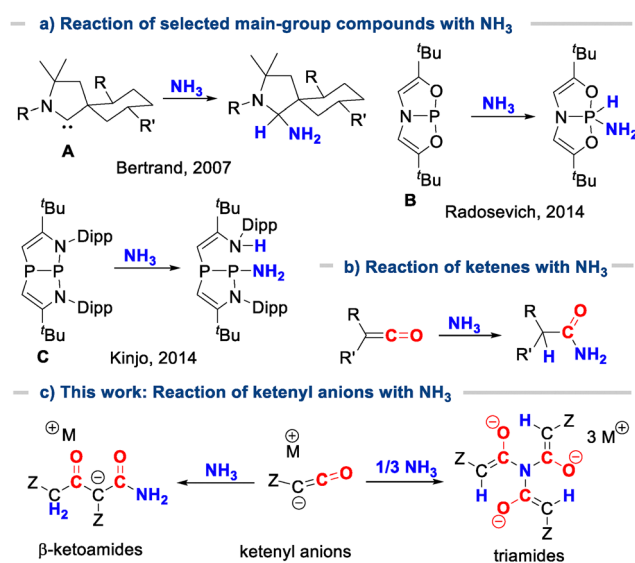 a) Reaction of selected main-group compounds with NH3
R
N
R
R'
A
NH3
R
N
R
R'
H
NH2
Bertrand, 2007
tBu
O
N
P
O
tBu
B
NH3
tBu
O
H
N
P
NH2
O
tBu
Radosevich, 2014
tBu
Dipp
N
P
P
N
Dipp
tBu
C
NH3
tBu
Dipp
N
H
P
P
NH2
N
Dipp
tBu
Kinjo, 2014
b) Reaction of ketenes with NH3
R
C
O
R'
NH3
R
O
C
R'
H
NH2
c) This work: Reaction of ketenyl anions with NH3
⊕
M
O
O
Z
C
⊖
C
C
C
NH2
H2
Z
β-ketoamides
NH3
⊕
M
Z
C
C
O
⊖
ketenyl anions
1/3 NH3
⊖
O
H
Z
C
3 M⊕
Z
C
C
C
N
C
O
⊖
H
C
H
⊖
O
C
Z
triamides